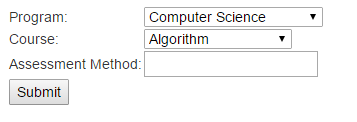 Program: Computer Science
Course: Algorithm
Assessment Method:
Submit